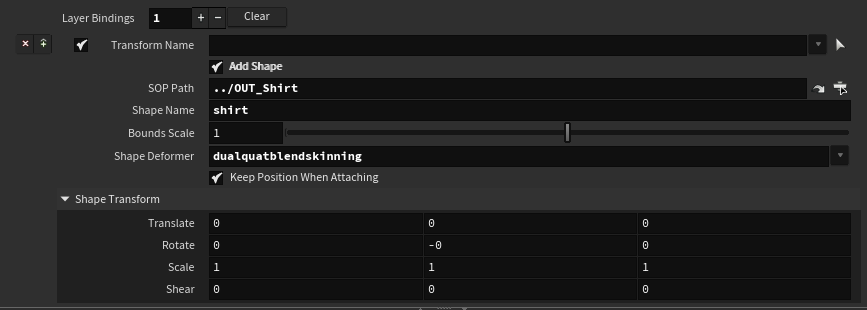 Layer Bindings 1 + − Clear
Transform Name
Add Shape
SOP Path ../OUT_Shirt
Shape Name shirt
Bounds Scale 1
Shape Deformer dualquatblendskinning
Keep Position When Attaching
Shape Transform
Translate 0 0 0
Rotate 0 -0 0
Scale 1 1 1
Shear 0 0 0